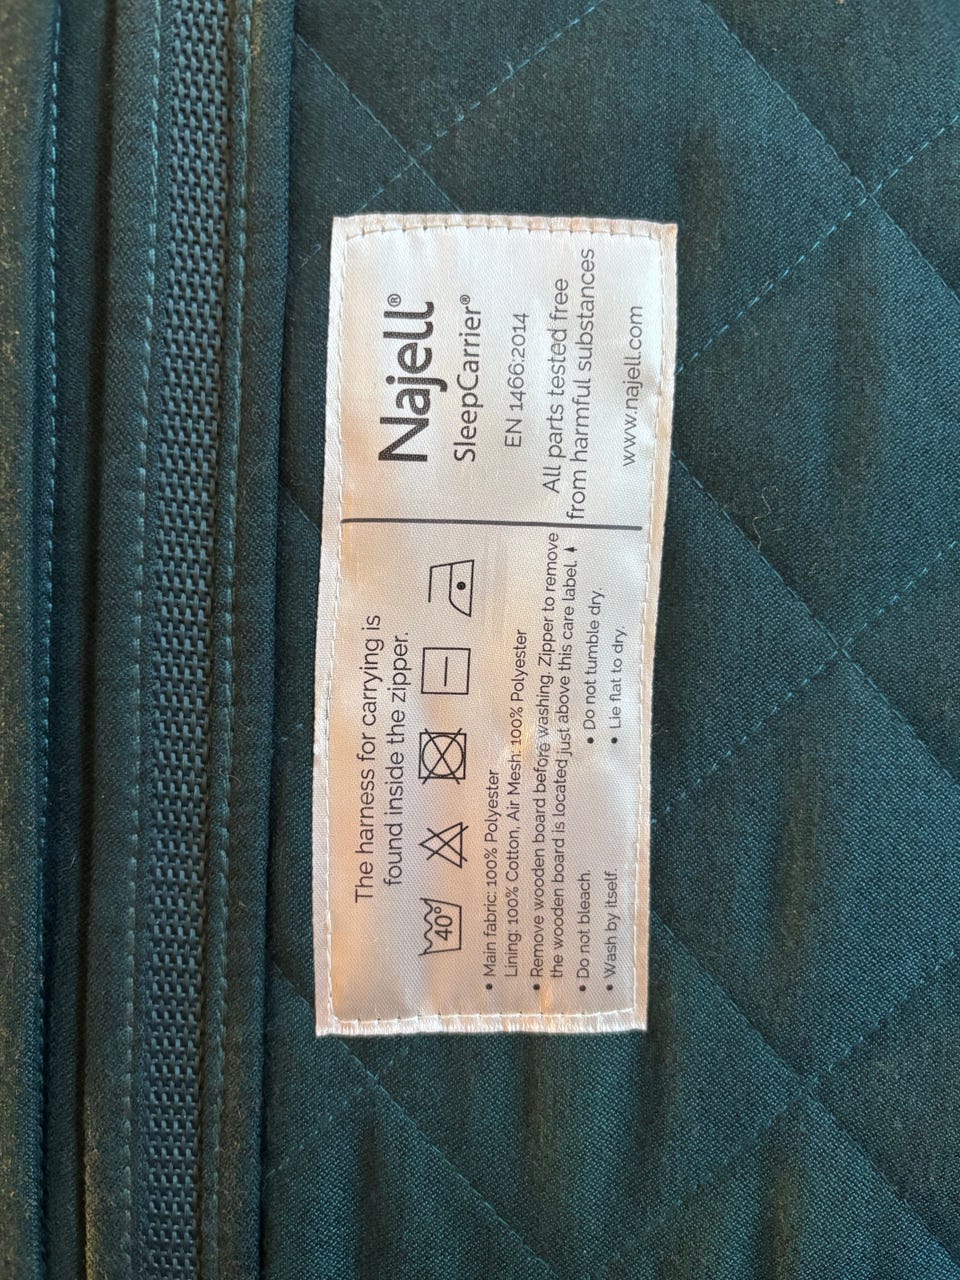 The harness for carrying is
found inside the zipper.
40°
• Main fabric: 100% Polyester
Lining: 100% Cotton, Air Mesh: 100% Polyester
• Remove wooden board before washing. Zipper to remove
the wooden board is located just above this care label.
• Do not bleach.
• Do not tumble dry.
• Wash by itself.
• Lie flat to dry.
Najell®
SleepCarrier®
EN 1466:2014
All parts tested free
from harmful substances
www.najell.com